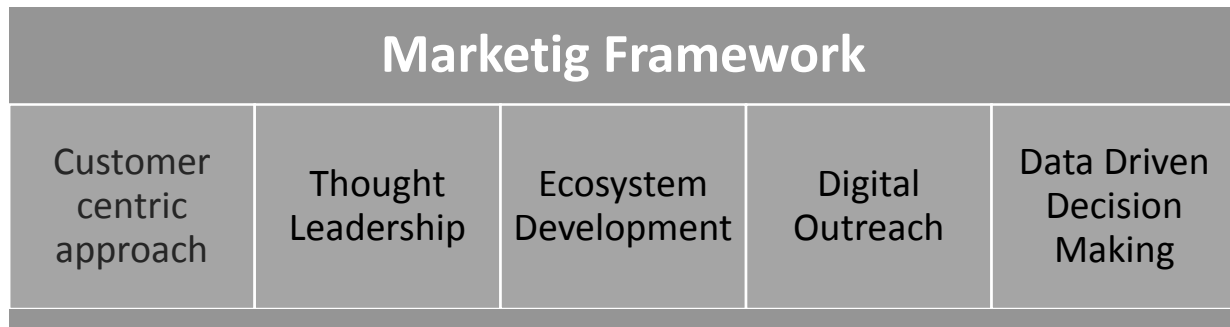 Marketig Framework
Customer
centric
approach
Thought
Leadership
Ecosystem
Development
Digital
Outreach
Data Driven
Decision
Making